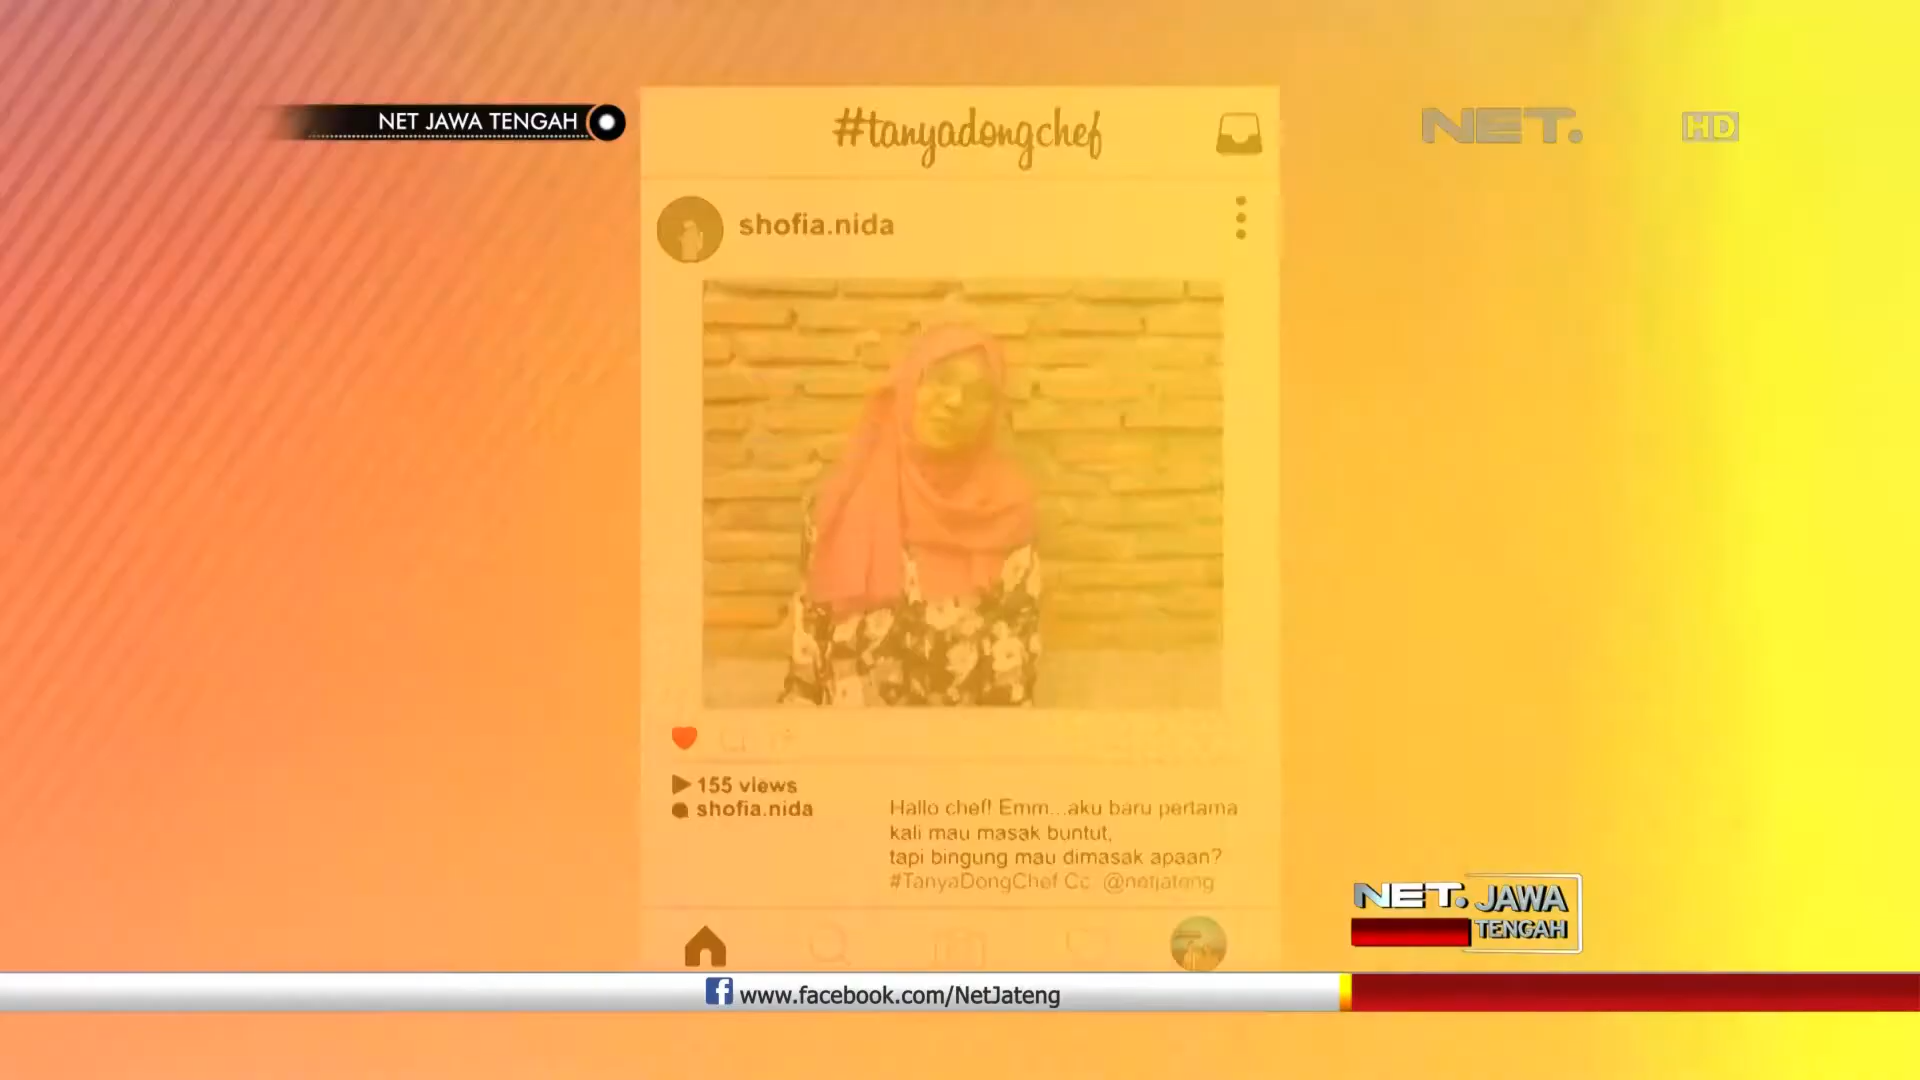 NET JAWA TENGAH
#tanyadongchef
NET.
HD
shofia.nida
155 views
shofia.nida
Hallo chef! Emm...aku baru pertama
kali mau masak buntut,
tapi bingung mau dimasak apaan?
#TanyaDongChef Cc @netjateng
NET. JAWA
TENGAH
www.facebook.com/NetJateng